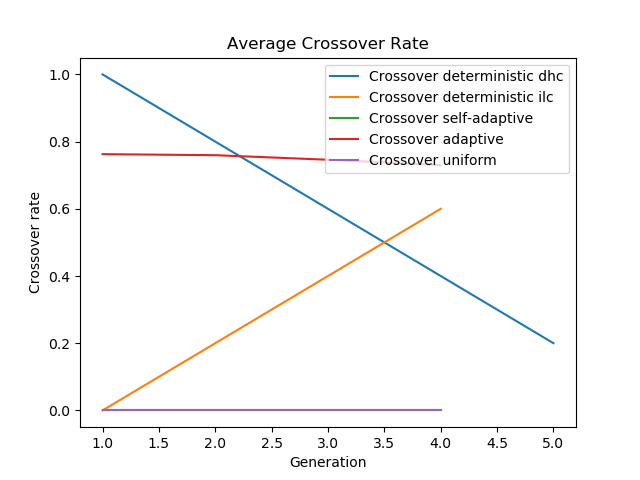 Average Crossover Rate
Crossover deterministic dhc
Crossover deterministic ilc
Crossover self-adaptive
Crossover adaptive
Crossover uniform
Crossover rate
1.0
0.8
0.6
0.4
0.2
0.0
1.0 1.5 2.0 2.5 3.0 3.5 4.0 4.5 5.0
Generation